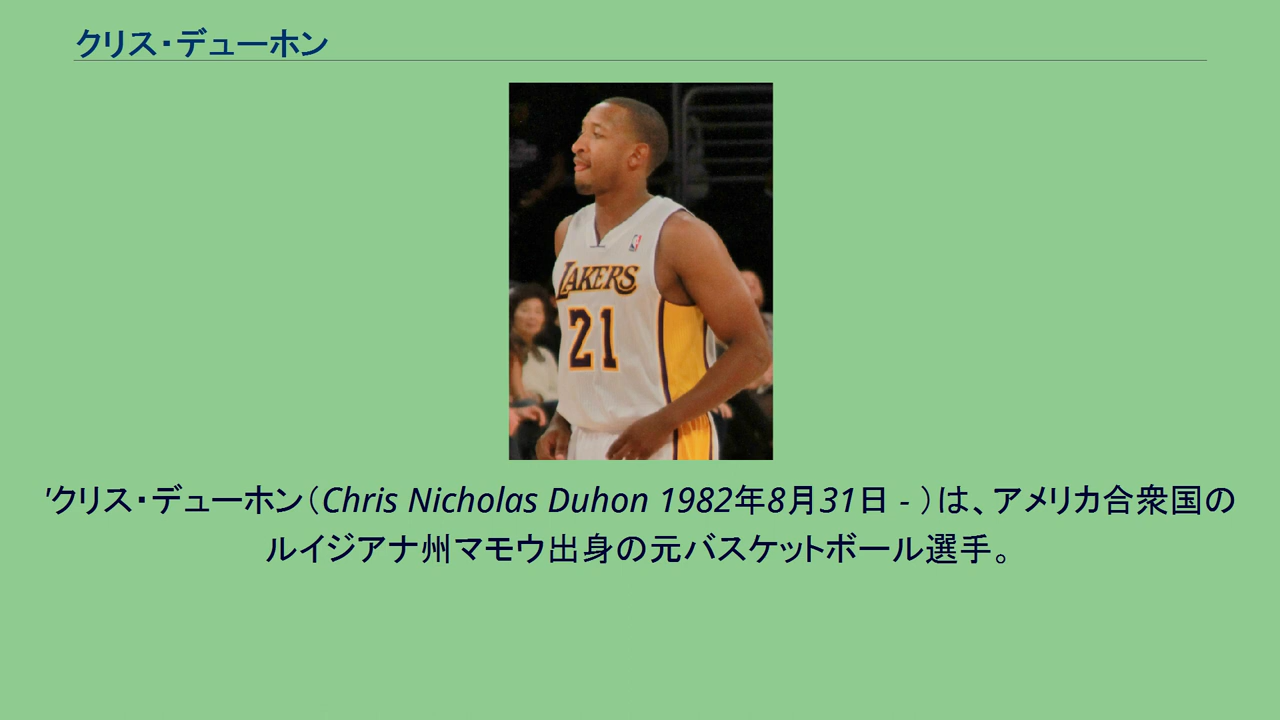 クリス・デューホン
LAKERS
21
'クリス・デューホン（Chris Nicholas Duhon 1982年8月31日 - ）は、アメリカ合衆国の
ルイジアナ州マモウ出身の元バスケットボール選手。